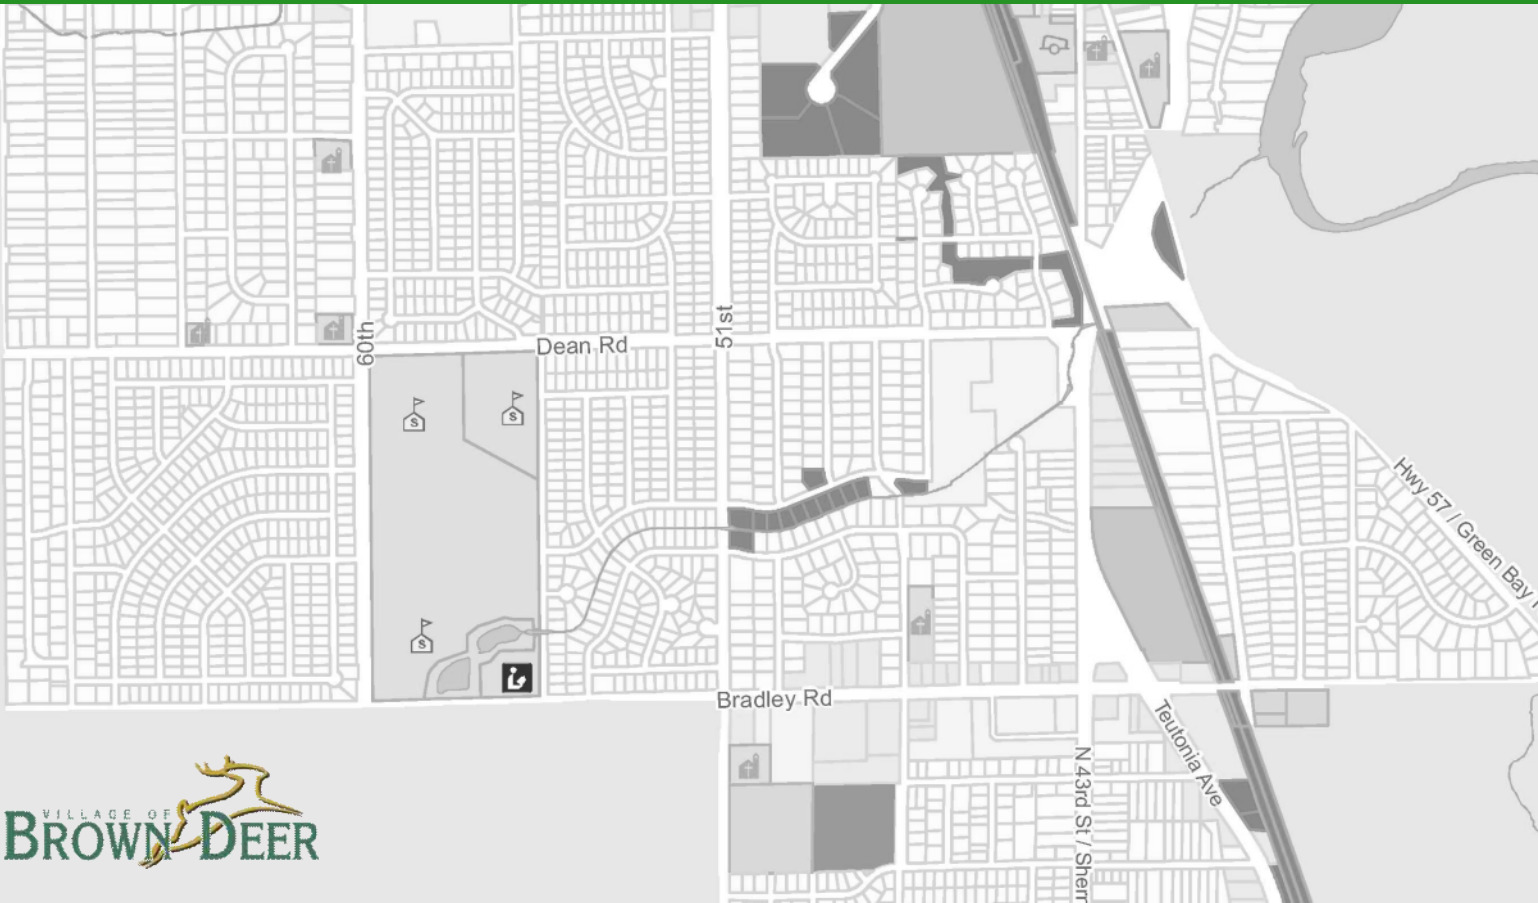 60th
51st
Dean Rd
Hwy 57 / Green Bay
S
S
S
Bradley Rd
Teutonia Ave
N 43rd St / Sherm
VILLAGE OF
BROWN DEER